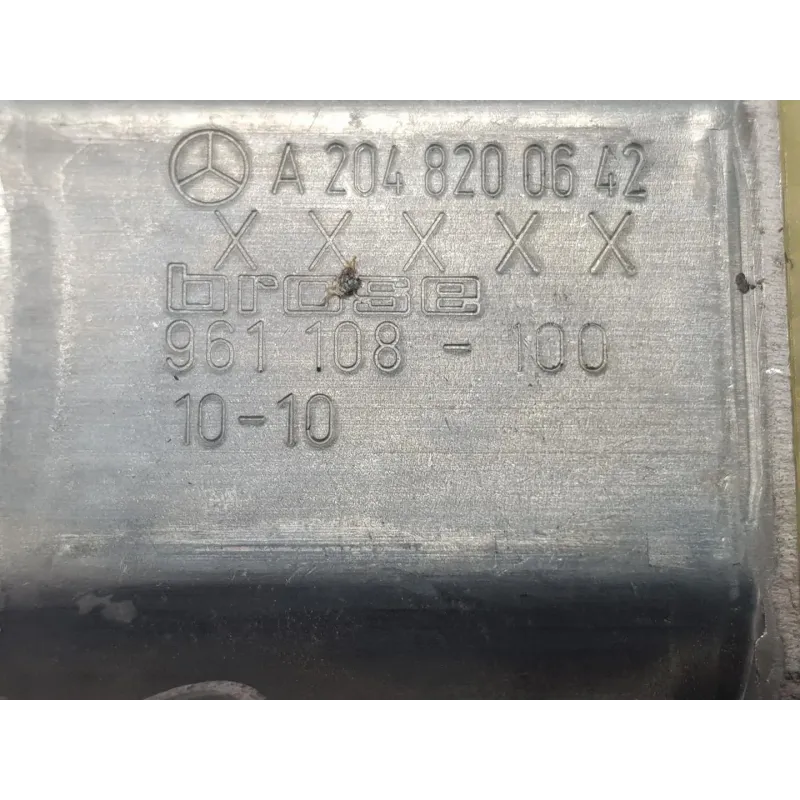 A 204 820 06 42
X X X X X
brose
961 108 - 100
10-10